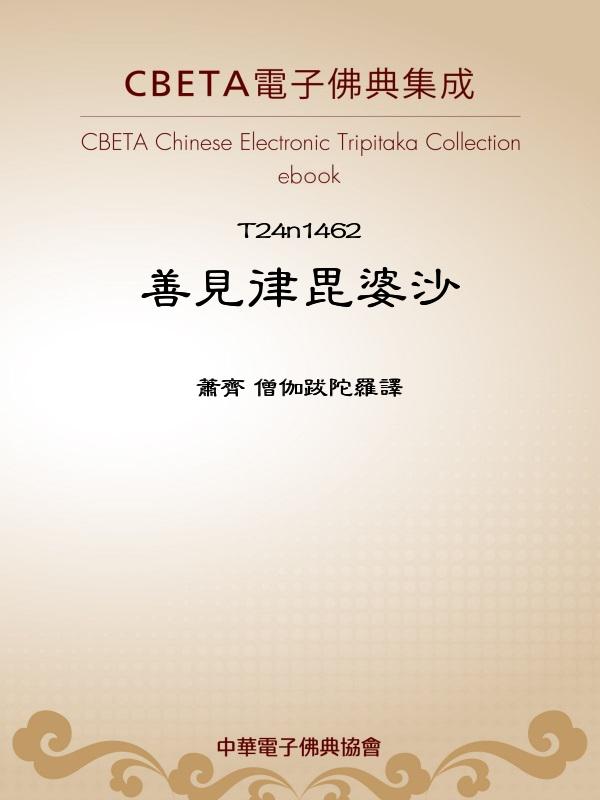 CBETA電子佛典集成
CBETA Chinese Electronic Tripitaka Collection
ebook
T24n1462
善見律毘婆沙
蕭齊 僧伽跋陀羅譯
中華電子佛典協會